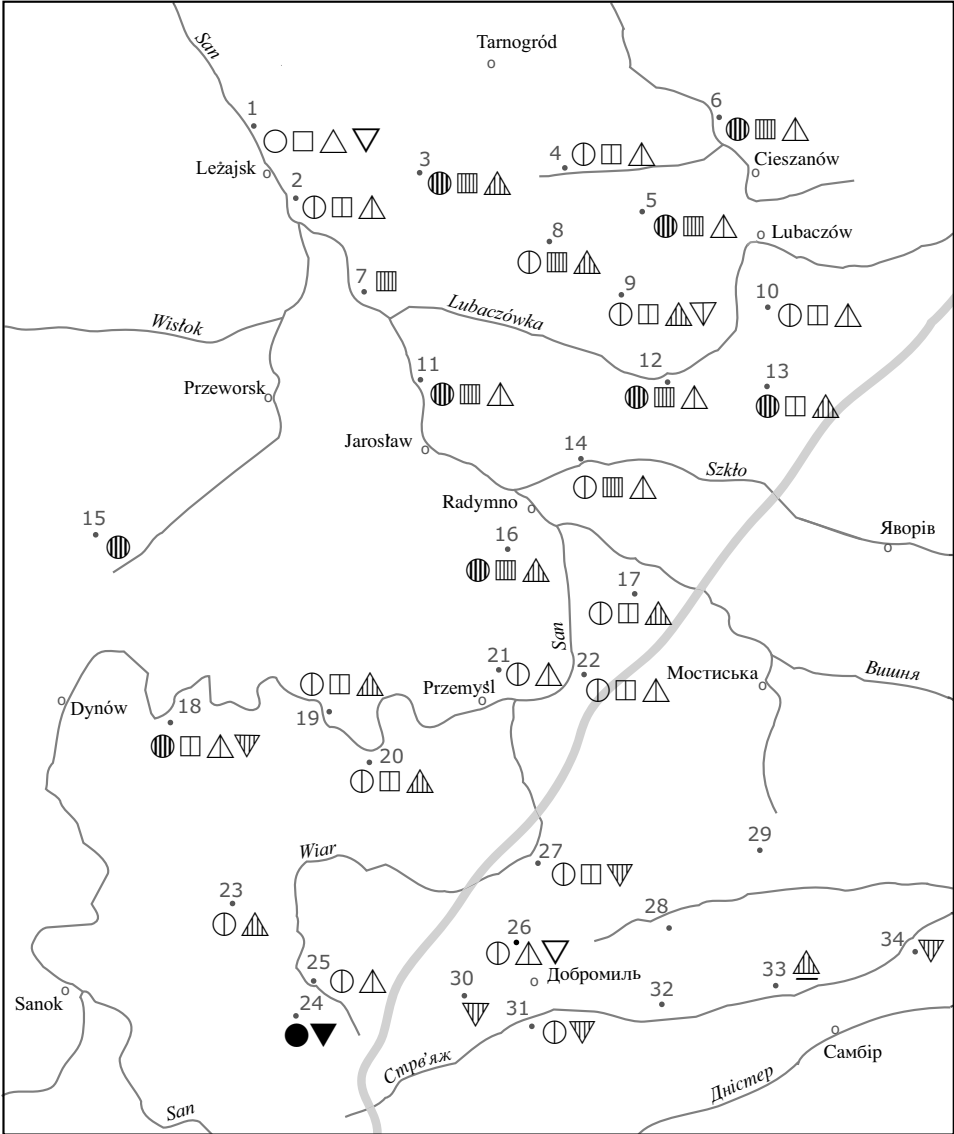 San
Tarnogród
1
6
Leżajsk
3
4
Cieszanów
2
5
8
Lubaczów
7
9
10
Lubaczówka
Wisłok
12
13
11
Przeworsk
Jarosław
14
Szkło
Radymno
15
16
Яворів
17
San
21
22
Мостиська
Вишня
Przemyśl
Dynów
18
19
20
29
Wiar
27
23
28
26
34
25
Добромиль
30
33
Sanok
24
32
31
Самбір
Стрв’яж
Дністер
San